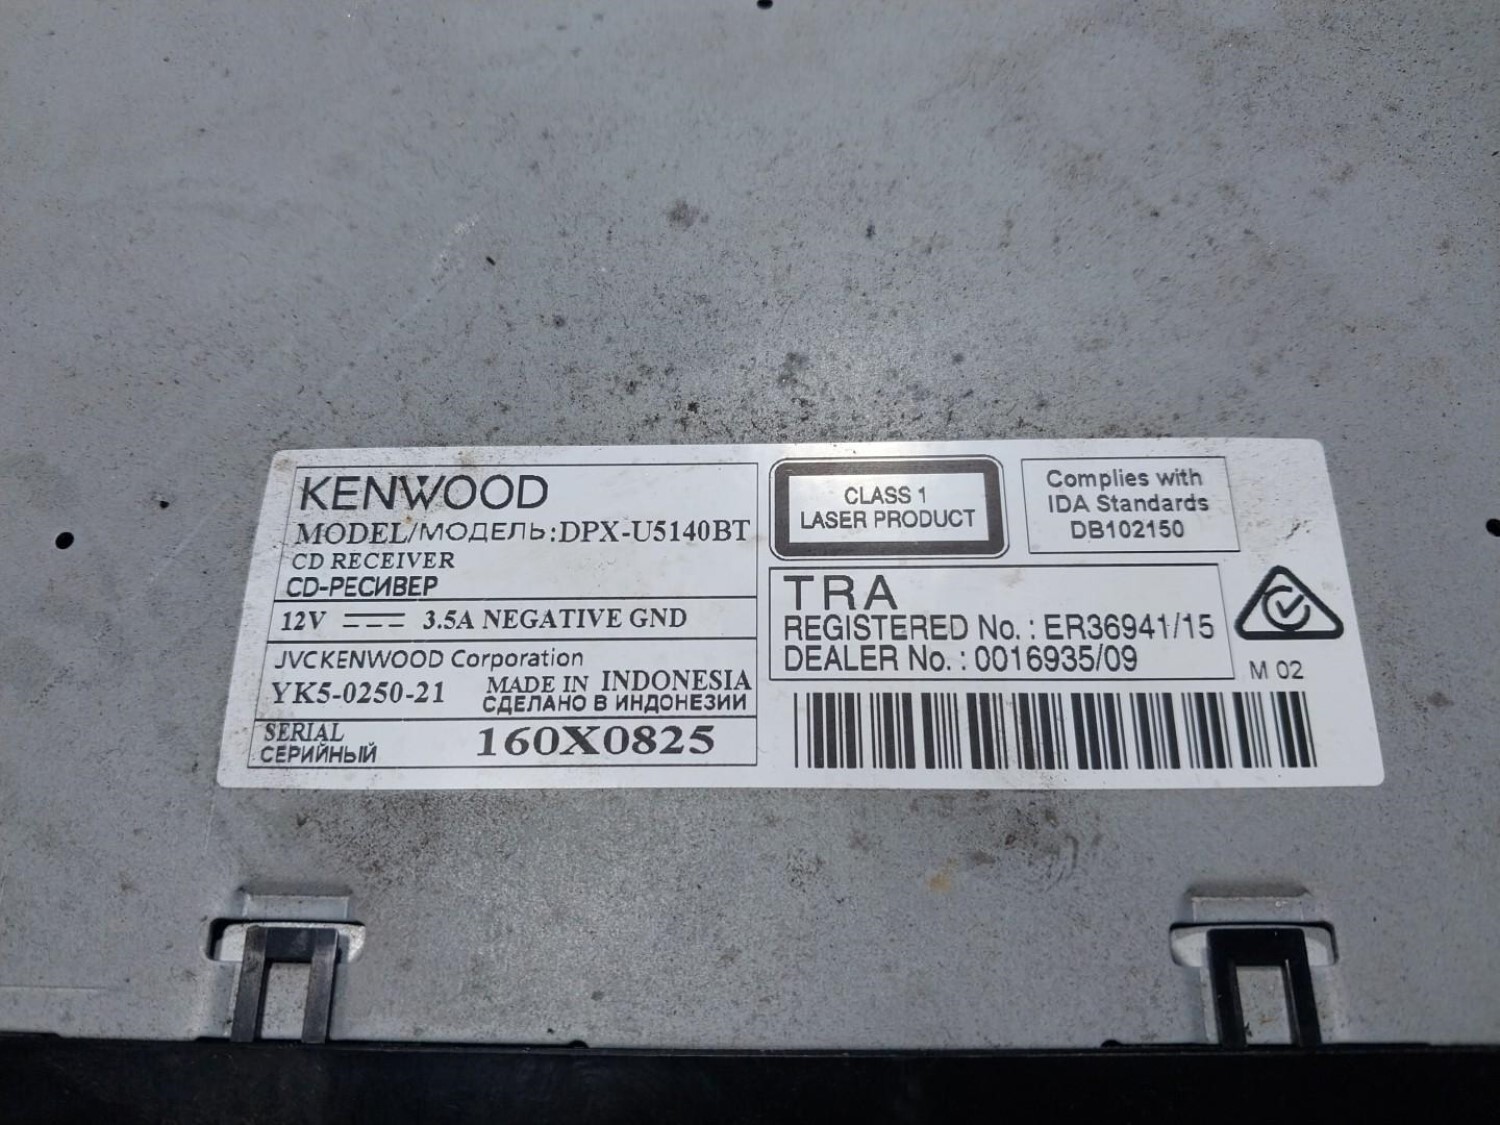 KENWOOD
MODEL/МОДЕЛЬ:DPX-U5140BT
CD RECEIVER
CD-РЕСИВЕР
12V 3.5A NEGATIVE GND
JVCKENWOOD Corporation
YK5-0250-21 MADE IN INDONESIA
СДЕЛАНО В ИНДОНЕЗИИ
SERIAL
СЕРИЙНЫЙ 160X0825
CLASS 1
LASER PRODUCT
Complies with
IDA Standards
DB102150
TRA
REGISTERED No. : ER36941/15
DEALER No. : 0016935/09
M 02